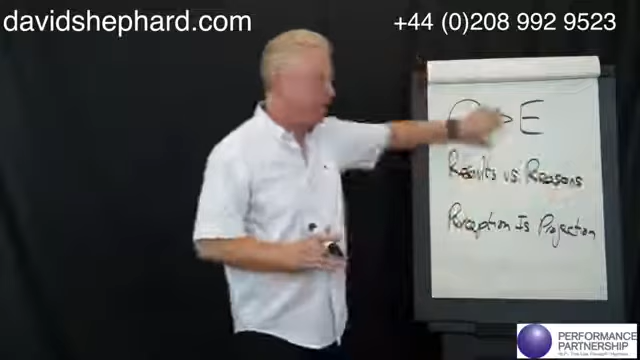 davidshephard.com
+44 (0)208 992 9523
> E
Results vs. Reasons
Perception Is Projection
PERFORMANCE
PARTNERSHIP